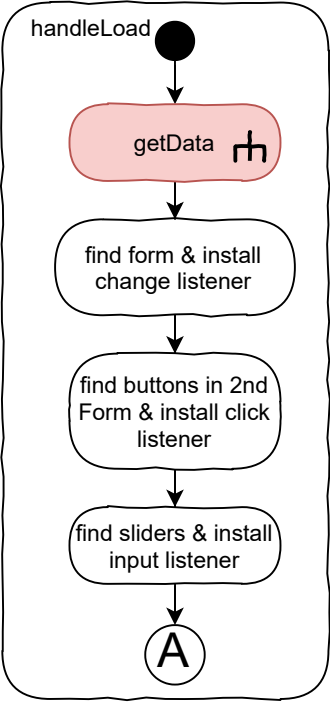 handleLoad
getData
find form & install
change listener
find buttons in 2nd
Form & install click
listener
find sliders & install
input listener
A